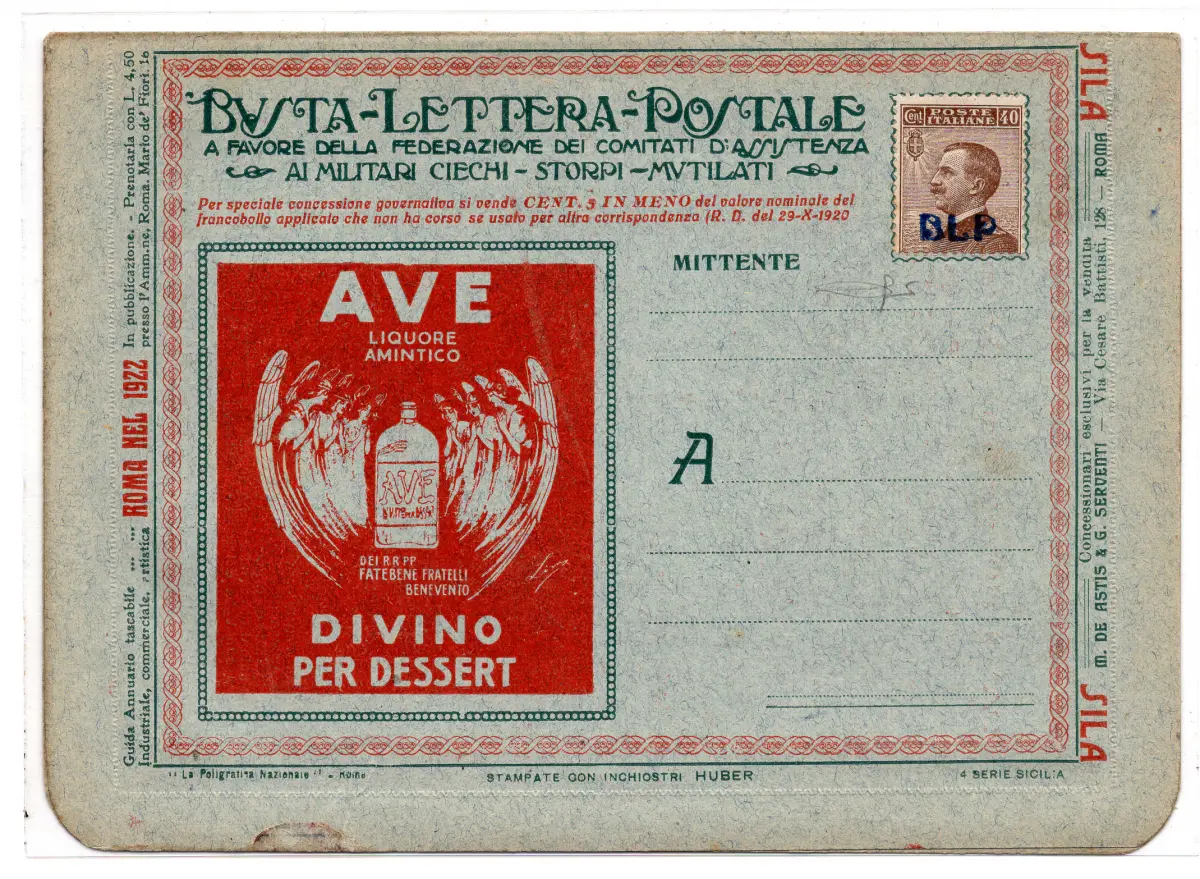 BVSTA-LETTERA-POSTALE
A FAVORE DELLA FEDERAZIONE DEI COMITATI D'ASSISTENZA
AI MILITARI CIECHI - STORPI - MVTILATI
Per speciale concessione governativa si vende CENT. 5 IN MENO del valore nominale del
francobollo applicato che non ha corso se usato per altra corrispondenza (R. D. del 29-X-1920
Cent POSTE ITALIANE 40
BLP
MITTENTE
A
AVE
LIQUORE
AMINTICO
AVE
DEI R R PP
FATEBENE FRATELLI
BENEVENTO
DIVINO
PER DESSERT
Guida Annuario tascabile ... ... ROMA NEL 1922 In pubblicazione. - Prenotaria con L. 4,50
Industriale, commerciale, artistica presso l'Amm.ne, Roma. Mario de' Fiori. 16
SILA Concessionari esclusivi per la vendita SILA
M. DE ASTIS & G. SERVENTI — Via Cesare Battisti, 128 — ROMA
"La Poligrafica Nazionale" - Roma
STAMPATE CON INCHIOSTRI HUBER
4 SERIE SICILIA